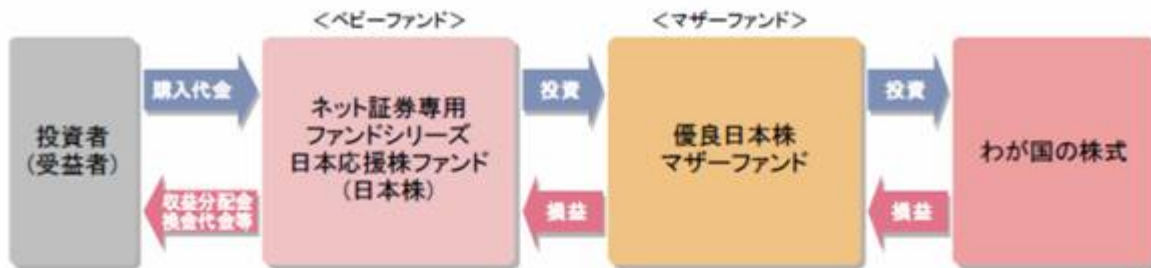 <ベビーファンド>
<マザーファンド>
投資者
(受益者)
購入代金
収益分配金
換金代金等
ネット証券専用
ファンドシリーズ
日本応援株ファンド
(日本株)
投資
損益
優良日本株
マザーファンド
投資
損益
わが国の株式